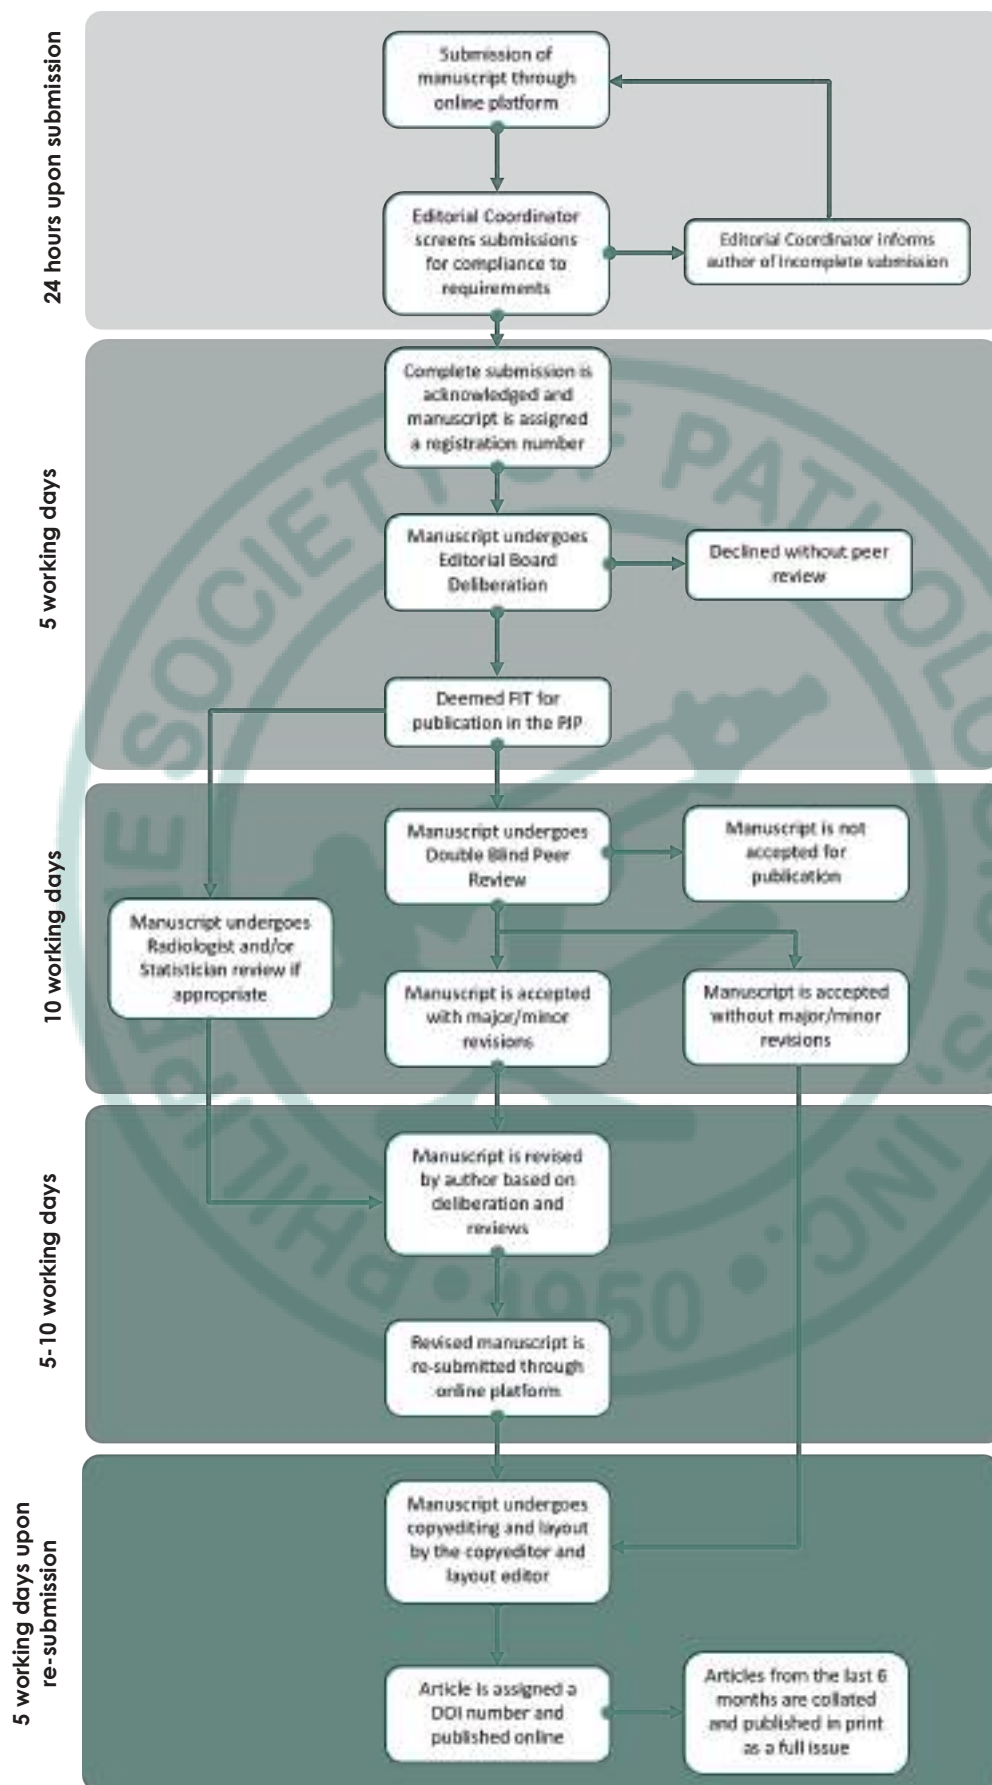 24 hours upon submission
Submission of
manuscript through
online platform
Editorial Coordinator
screens submissions
for compliance to
requirements
Editorial Coordinator informs
author of incomplete submission
5 working days
Complete submission is
acknowledged and
manuscript is assigned
a registration number
Manuscript undergoes
Editorial Board
Deliberation
Declined without peer
review
Deemed FIT for
publication in the PJP
10 working days
Manuscript undergoes
Double Blind Peer
Review
Manuscript is not
accepted for
publication
Manuscript undergoes
Radiologist and/or
Statistician review if
appropriate
Manuscript is accepted
with major/minor
revisions
Manuscript is accepted
without major/minor
revisions
5-10 working days
Manuscript is revised
by author based on
deliberation and
reviews
Revised manuscript is
re-submitted through
online platform
5 working days upon
re-submission
Manuscript undergoes
copyediting and layout
by the copyeditor and
layout editor
Article is assigned a
DOI number and
published online
Articles from the last 6
months are collated
and published in print
as a full issue
PHILIPPINE SOCIETY OF PATHOLOGISTS, INC.
1950